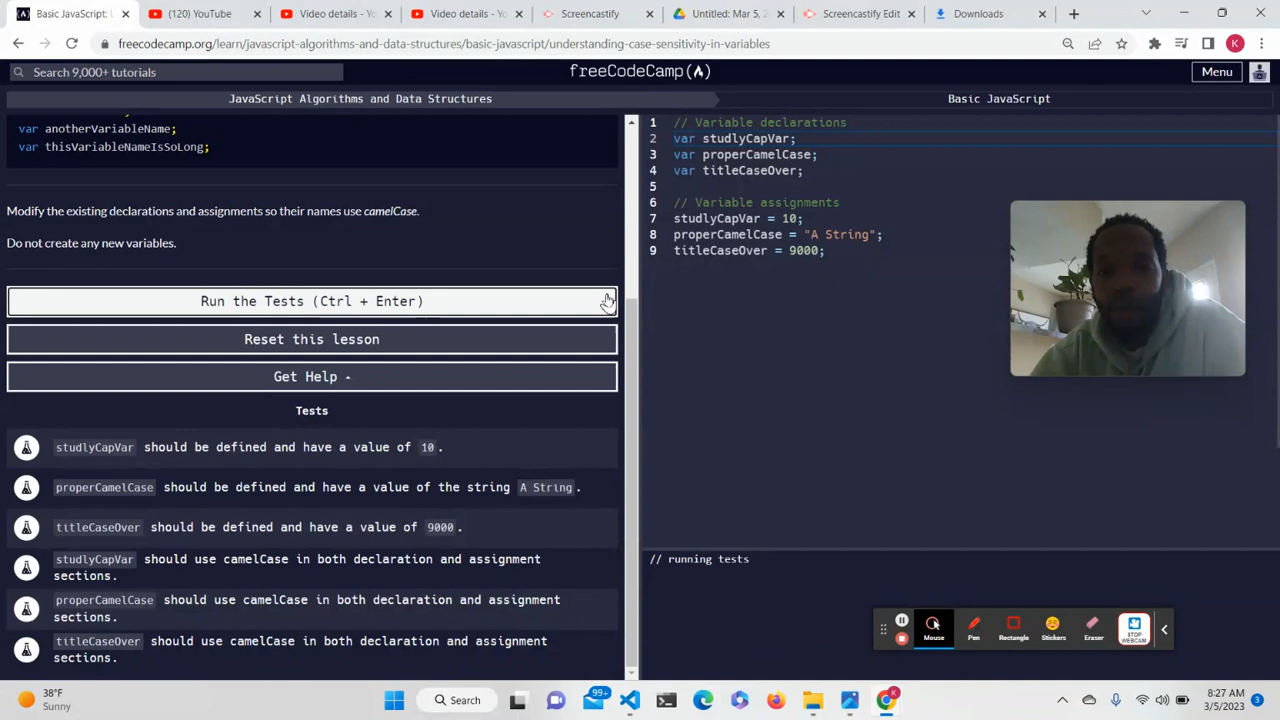 Basic JavaScript: U
(120) YouTube
Video details - Yo
Video details - Yo
Screencastify
Untitled: Mar 5, 20
Screencastify Edit
Downloads
freecodecamp.org/learn/javascript-algorithms-and-data-structures/basic-javascript/understanding-case-sensitivity-in-variables
K
Search 9,000+ tutorials
freeCodeCamp
Menu
JavaScript Algorithms and Data Structures
Basic JavaScript
var anotherVariableName;
var thisVariableNameIsSoLong;
Modify the existing declarations and assignments so their names use camelCase.
Do not create any new variables.
Run the Tests (Ctrl + Enter)
Reset this lesson
Get Help
Tests
studlyCapVar should be defined and have a value of 10.
properCamelCase should be defined and have a value of the string A String.
titleCaseOver should be defined and have a value of 9000.
studlyCapVar should use camelCase in both declaration and assignment
sections.
properCamelCase should use camelCase in both declaration and assignment
sections.
titleCaseOver should use camelCase in both declaration and assignment
sections.
1 // Variable declarations
2 var studlyCapVar;
3 var properCamelCase;
4 var titleCaseOver;
5
6 // Variable assignments
7 studlyCapVar = 10;
8 properCamelCase = "A String";
9 titleCaseOver = 9000;
// running tests
Mouse
Pen
Rectangle
Stickers
Eraser
STOP
WEBCAM
38°F
Sunny
Search
99+
K
8:27 AM
3/5/2023
3